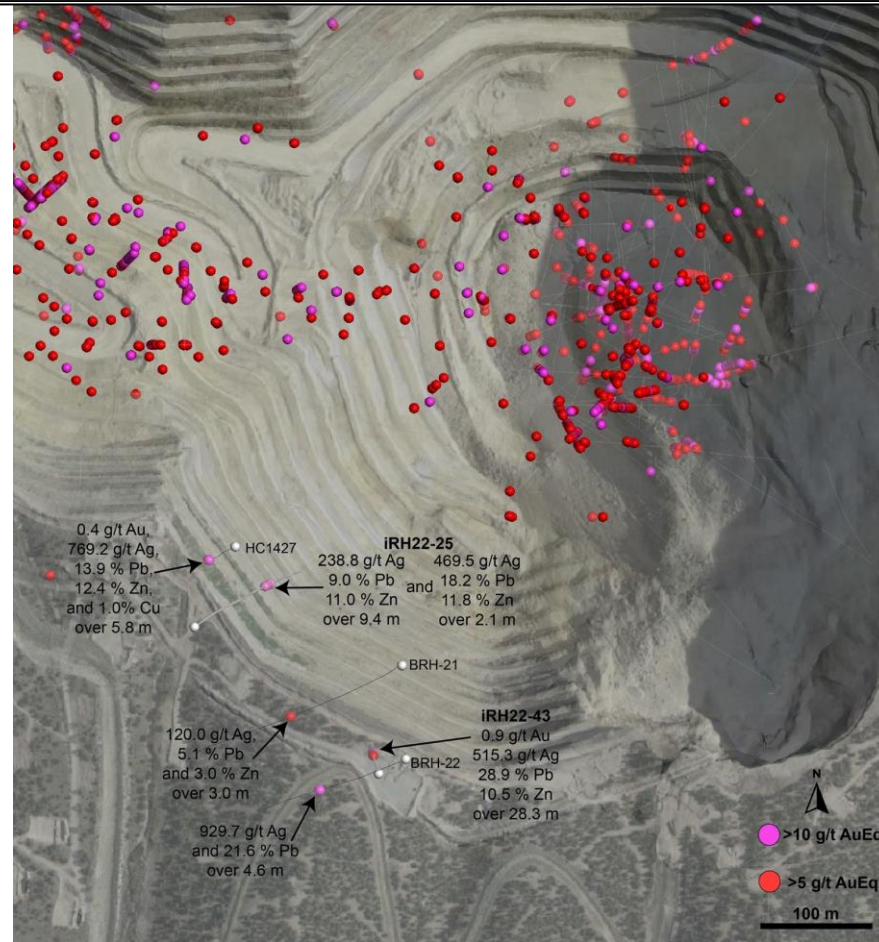 0.4 g/t Au,
769.2 g/t Ag,
13.9 % Pb,
12.4 % Zn,
and 1.0% Cu
over 5.8 m
HC1427
iRH22-25
238.8 g/t Ag
9.0 % Pb
11.0 % Zn
over 9.4 m
and
469.5 g/t Ag
18.2 % Pb
11.8 % Zn
over 2.1 m
BRH-21
120.0 g/t Ag,
5.1 % Pb
and 3.0 % Zn
over 3.0 m
iRH22-43
0.9 g/t Au
515.3 g/t Ag
28.9 % Pb
10.5 % Zn
over 28.3 m
BRH-22
929.7 g/t Ag
and 21.6 % Pb
over 4.6 m
N
>10 g/t AuEq
>5 g/t AuEq
100 m